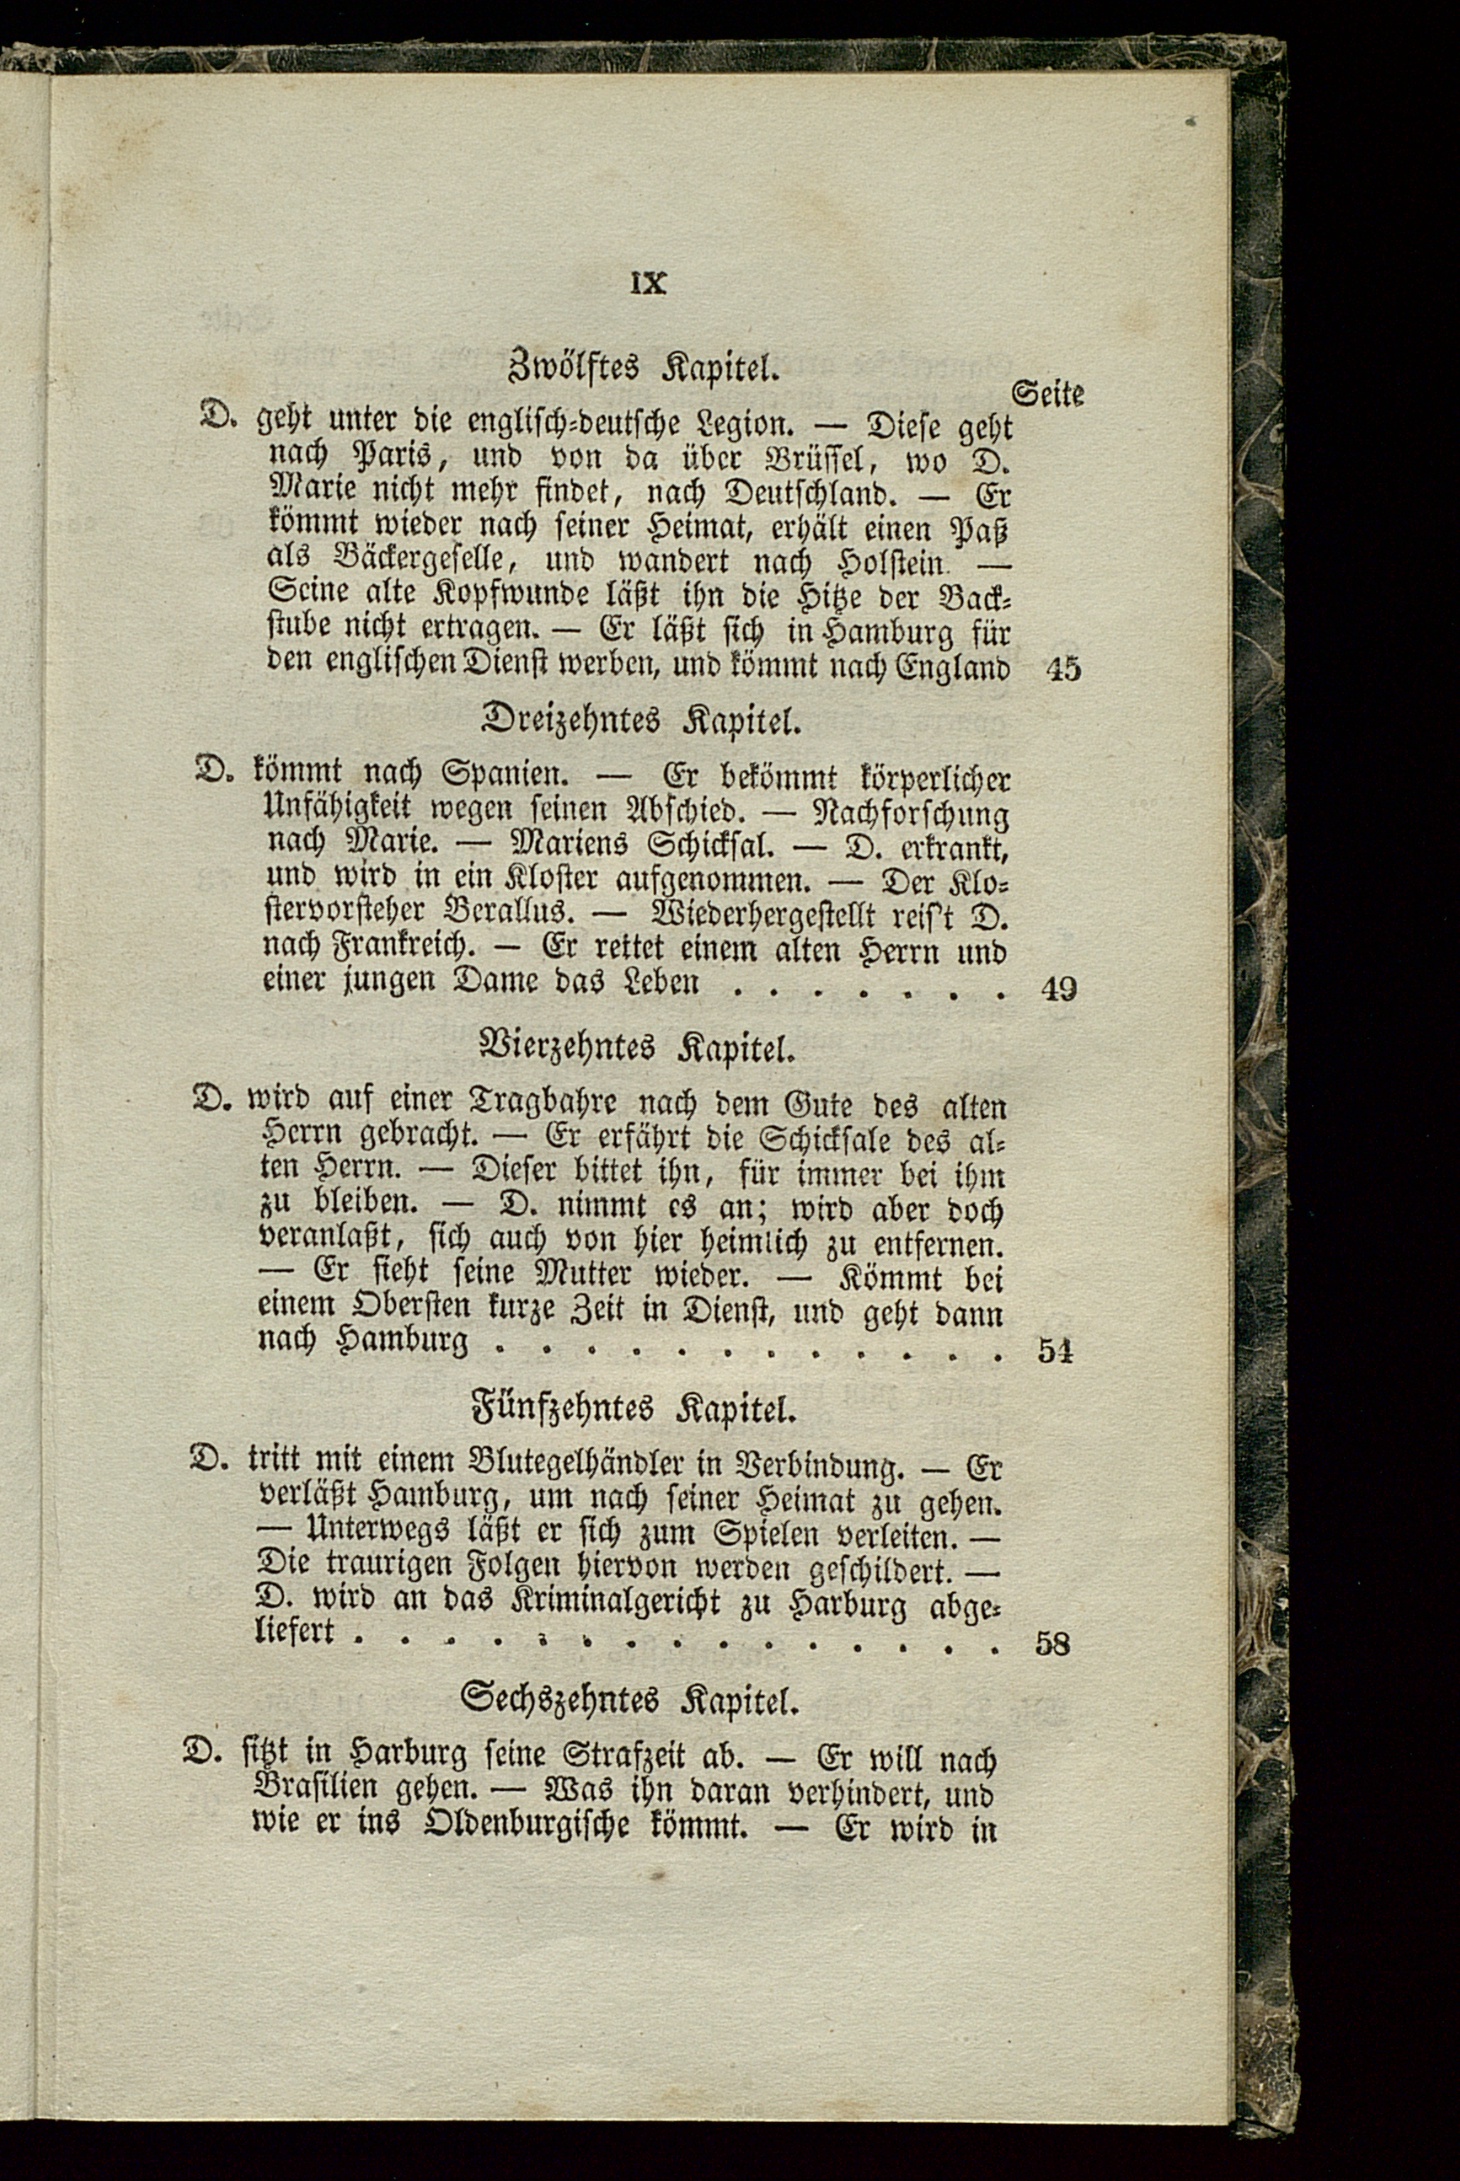 IX
Zwölftes Kapitel.
Seite
D. geht unter die englisch-deutsche Legion. — Diese geht
nach Paris, und von da über Brüssel, wo D.
Marie nicht mehr findet, nach Deutschland. — Er
kömmt wieder nach seiner Heimat, erhält einen Paß
als Bäckergeselle, und wandert nach Holstein. —
Seine alte Kopfwunde läßt ihn die Hitze der Back-
stube nicht ertragen. — Er läßt sich in Hamburg für
den englischen Dienst werben, und kömmt nach England 45
Dreizehntes Kapitel.
D. kömmt nach Spanien. — Er bekömmt körperlicher
Unfähigkeit wegen seinen Abschied. — Nachforschung
nach Marie. — Mariens Schicksal. — D. erkrankt,
und wird in ein Kloster aufgenommen. — Der Klo-
stervorsteher Berallus. — Wiederhergestellt reis't D.
nach Frankreich. — Er rettet einem alten Herrn und
einer jungen Dame das Leben . . . . . . . 49
Vierzehntes Kapitel.
D. wird auf einer Tragbahre nach dem Gute des alten
Herrn gebracht. — Er erfährt die Schicksale des al-
ten Herrn. — Dieser bittet ihn, für immer bei ihm
zu bleiben. — D. nimmt es an; wird aber doch
veranlaßt, sich auch von hier heimlich zu entfernen.
— Er sieht seine Mutter wieder. — Kömmt bei
einem Obersten kurze Zeit in Dienst, und geht dann
nach Hamburg . . . . . . . . . . . . 54
Fünfzehntes Kapitel.
D. tritt mit einem Blutegelhändler in Verbindung. — Er
verläßt Hamburg, um nach seiner Heimat zu gehen.
— Unterwegs läßt er sich zum Spielen verleiten. —
Die traurigen Folgen hiervon werden geschildert. —
D. wird an das Kriminalgericht zu Harburg abge-
liefert . . . . . . . . . . . . . . . 58
Sechszehntes Kapitel.
D. sitzt in Harburg seine Strafzeit ab. — Er will nach
Brasilien gehen. — Was ihn daran verhindert, und
wie er ins Oldenburgische kömmt. — Er wird in